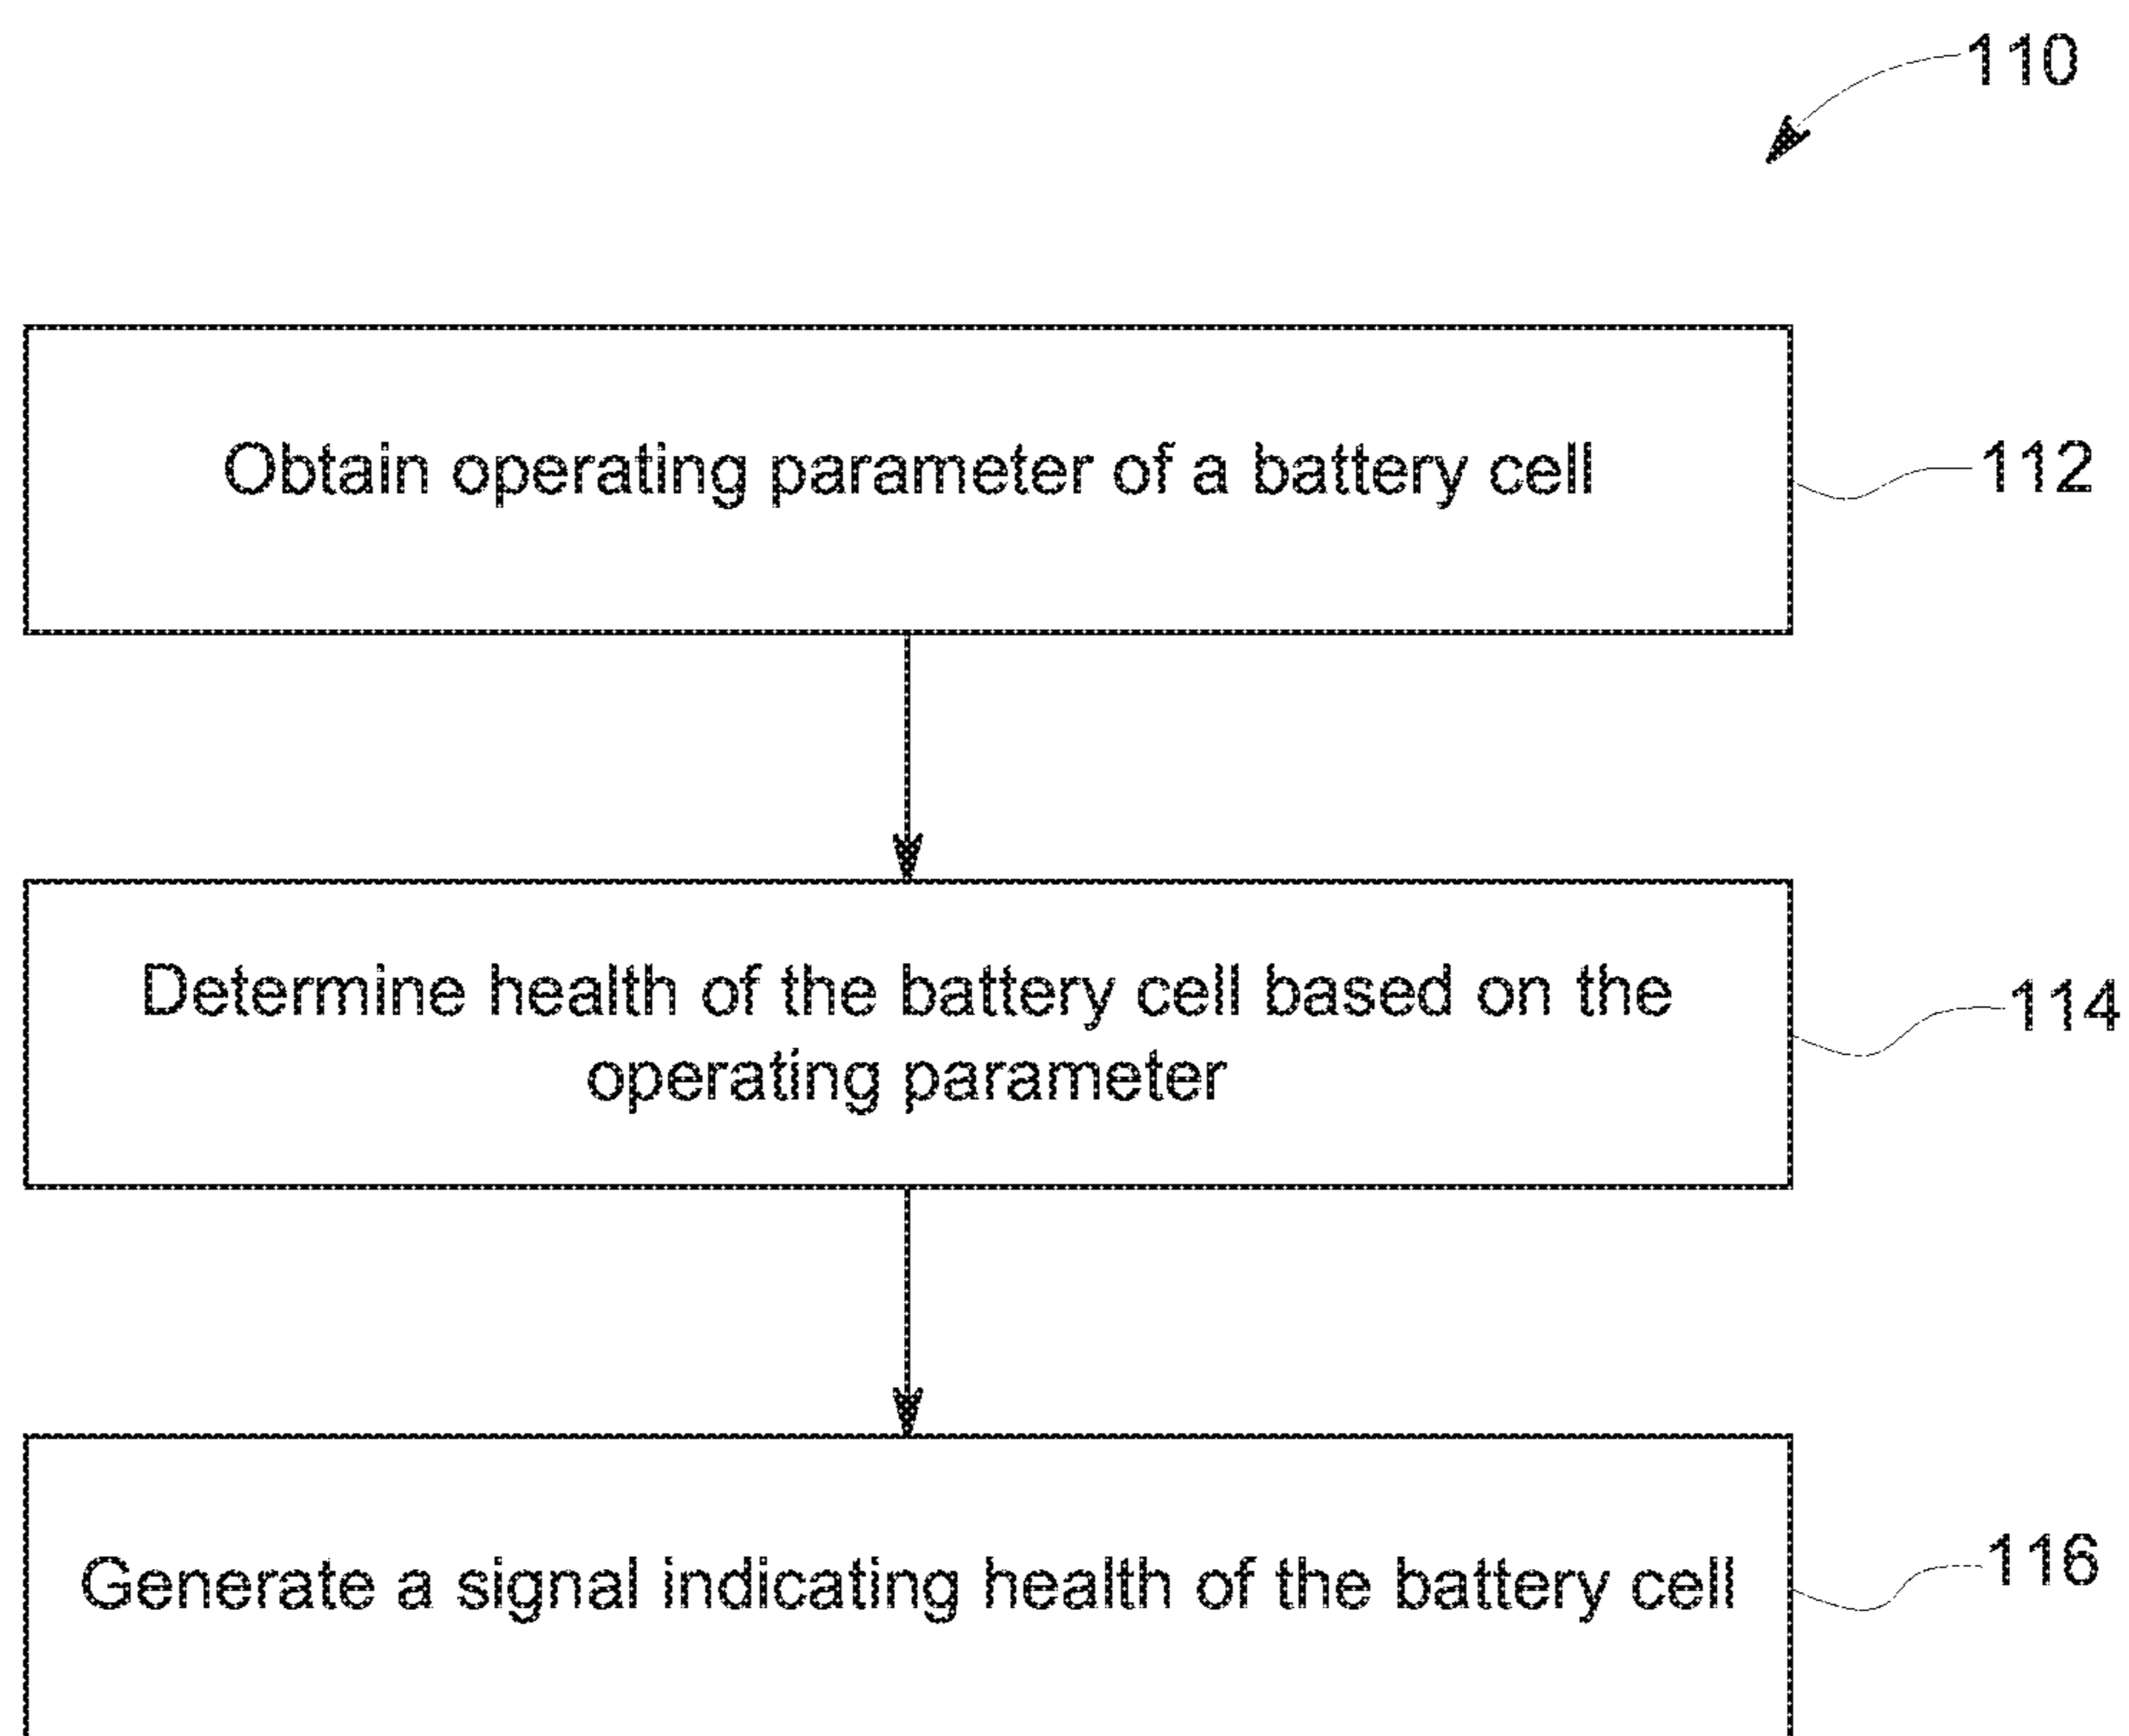 110
Obtain operating parameter of a battery cell
112
Determine health of the battery cell based on the
operating parameter
114
Generate a signal indicating health of the battery cell
116